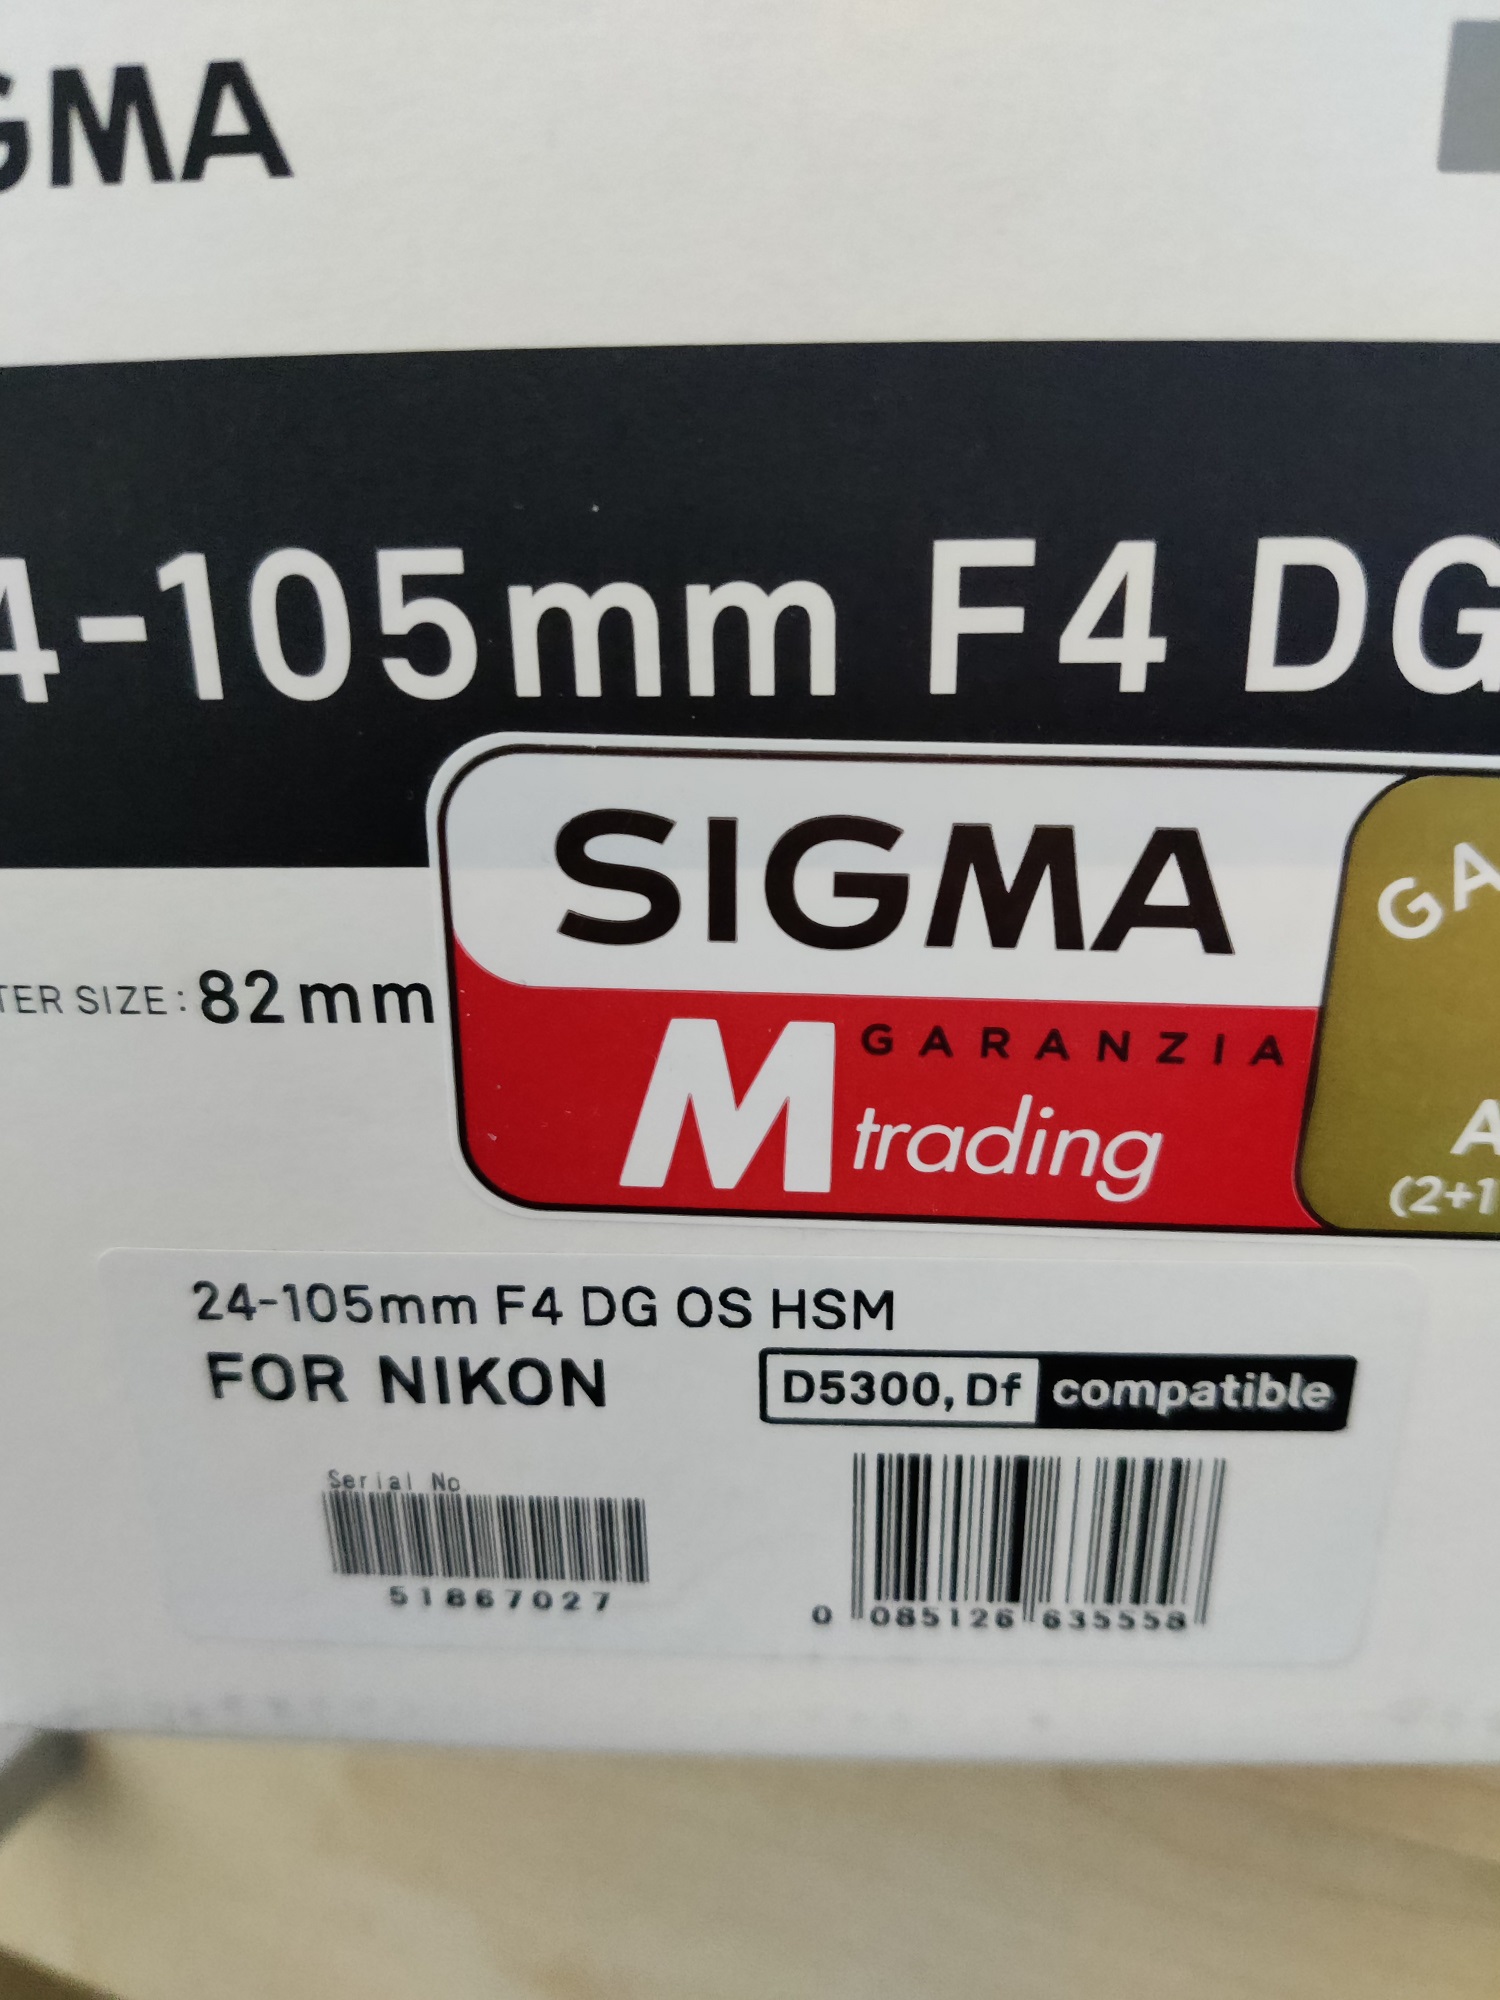 GMA
4-105mm F4 DG
SIGMA
GA
TER SIZE: 82mm
GARANZIA
M trading
A
(2+1
24-105mm F4 DG OS HSM
FOR NIKON
D5300, Df compatible
Serial No
51867027
0 085126 635558